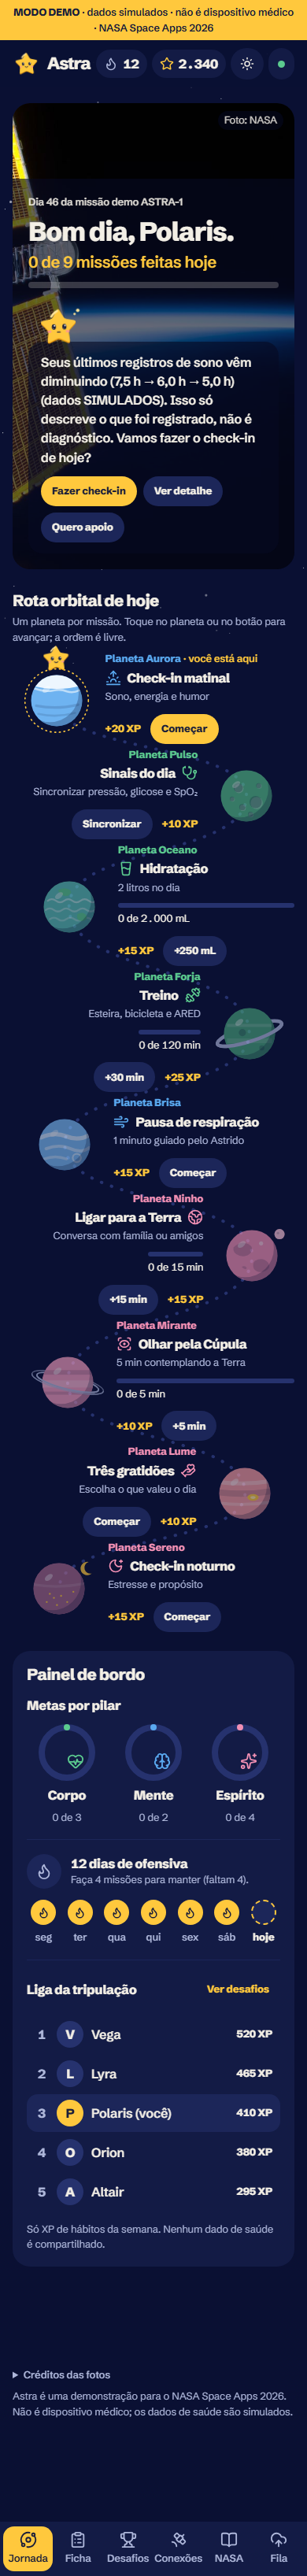 MODO DEMO · dados simulados · não é dispositivo médico
· NASA Space Apps 2026
Astra
12
2.340
Foto: NASA
Dia 46 da missão demo ASTRA-1
Bom dia, Polaris.
0 de 9 missões feitas hoje
Seus últimos registros de sono vêm
diminuindo (7,5 h → 6,0 h → 5,0 h)
(dados SIMULADOS). Isso só
descreve o que foi registrado, não é
diagnóstico. Vamos fazer o check-in
de hoje?
Fazer check-in
Ver detalhe
Quero apoio
Rota orbital de hoje
Um planeta por missão. Toque no planeta ou no botão para
avançar; a ordem é livre.
Planeta Aurora · você está aqui
Check-in matinal
Sono, energia e humor
+20 XP
Começar
Planeta Pulso
Sinais do dia
Sincronizar pressão, glicose e SpO₂
Sincronizar
+10 XP
Planeta Oceano
Hidratação
2 litros no dia
0 de 2.000 mL
+15 XP
+250 mL
Planeta Forja
Treino
Esteira, bicicleta e ARED
0 de 120 min
+30 min
+25 XP
Planeta Brisa
Pausa de respiração
1 minuto guiado pelo Astrido
+15 XP
Começar
Planeta Ninho
Ligar para a Terra
Conversa com família ou amigos
0 de 15 min
+15 min
+15 XP
Planeta Mirante
Olhar pela Cúpula
5 min contemplando a Terra
0 de 5 min
+10 XP
+5 min
Planeta Lume
Três gratidões
Escolha o que valeu o dia
Começar
+10 XP
Planeta Sereno
Check-in noturno
Estresse e propósito
+15 XP
Começar
Painel de bordo
Metas por pilar
Corpo
Mente
Espírito
0 de 3
0 de 2
0 de 4
12 dias de ofensiva
Faça 4 missões para manter (faltam 4).
seg
ter
qua
qui
sex
sáb
hoje
Liga da tripulação
Ver desafios
1 V Vega 520 XP
2 L Lyra 465 XP
3 P Polaris (você) 410 XP
4 O Orion 380 XP
5 A Altair 295 XP
Só XP de hábitos da semana. Nenhum dado de saúde
é compartilhado.
▸ Créditos das fotos
Astra é uma demonstração para o NASA Space Apps 2026.
Não é dispositivo médico; os dados de saúde são simulados.
Jornada
Ficha
Desafios
Conexões
NASA
Fila